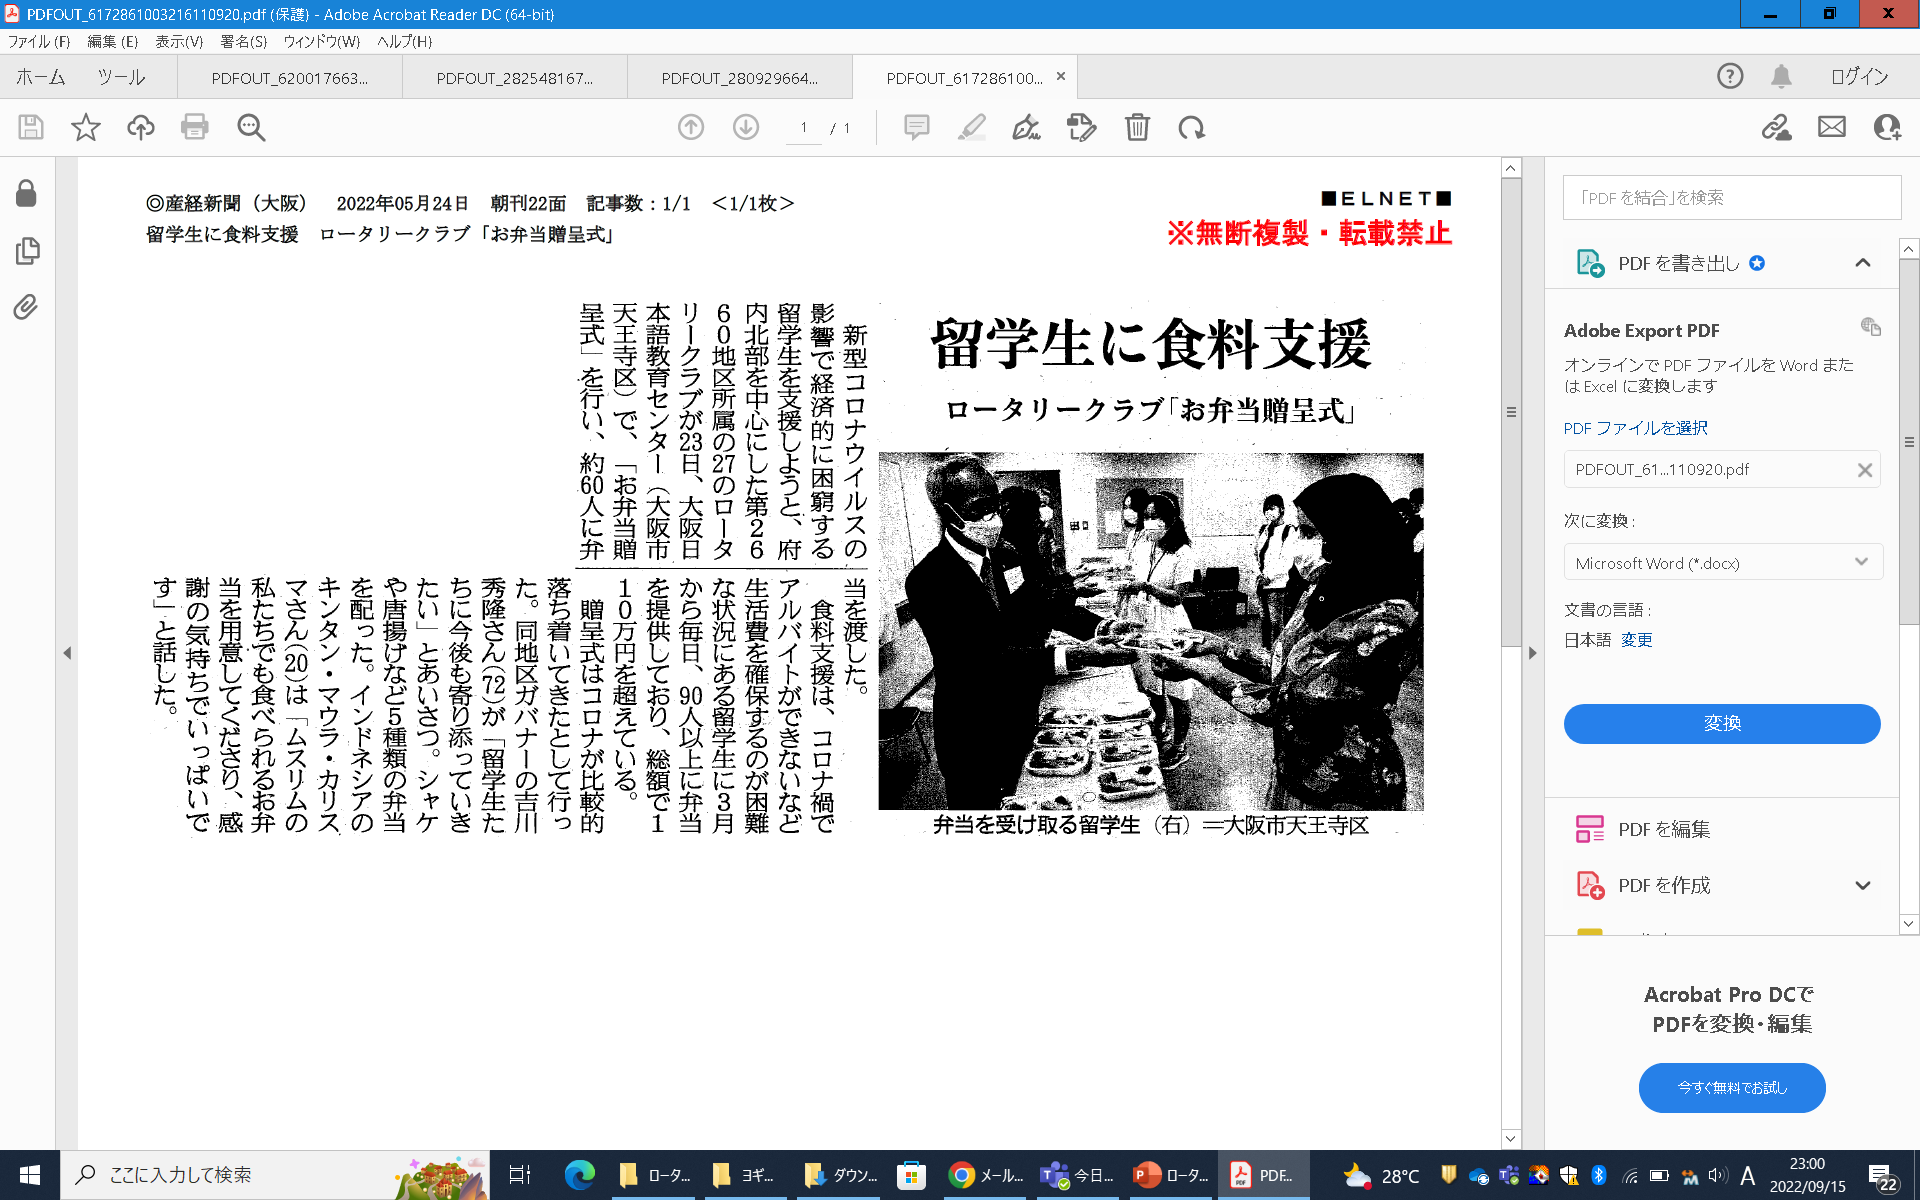 PDFOUT_6172861003216110920.pdf (保護) - Adobe Acrobat Reader DC (64-bit)
ファイル (F) 編集 (E) 表示(V) 署名(S) ウィンドウ(W) ヘルプ(H)
ホーム ツール PDFOUT_620017663... PDFOUT_282548167... PDFOUT_280929664... PDFOUT_617286100... × ログイン
1 / 1
◎産経新聞（大阪） 2022年05月24日 朝刊22面 記事数：1/1 ＜1/1枚＞
留学生に食料支援 ロータリークラブ「お弁当贈呈式」
■ELNET■
※無断複製・転載禁止
留学生に食料支援
ロータリークラブ「お弁当贈呈式」
新型コロナウイルスの
影響で経済的に困窮する
留学生を支援しようと、府
内北部を中心にした第２６
６０地区所属の27のロータ
リークラブが23日、大阪日
本語教育センター（大阪市
天王寺区）で、「お弁当贈
呈式」を行い、約60人に弁
当を渡した。
食料支援は、コロナ禍で
アルバイトができないなど
生活費を確保するのが困難
な状況にある留学生に３月
から毎日、90人以上に弁当
を提供しており、総額で１
１０万円を超えている。
贈呈式はコロナが比較的
落ち着いてきたとして行っ
た。同地区ガバナーの吉川
秀隆さん（72）が「留学生た
ちに今後も寄り添っていき
たい」とあいさつ。シャケ
や唐揚げなど５種類の弁当
を配った。インドネシアの
キンタン・マウラ・カリス
マさん（20）は「ムスリムの
私たちでも食べられるお弁
当を用意してくださり、感
謝の気持ちでいっぱいで
す」と話した。
弁当を受け取る留学生（右）＝大阪市天王寺区
「PDF を結合」を検索
PDF を書き出し
Adobe Export PDF
オンラインで PDF ファイルを Word また
は Excel に変換します
PDF ファイルを選択
PDFOUT_61...110920.pdf
次に変換 :
Microsoft Word (*.docx)
文書の言語 :
日本語 変更
変換
PDF を編集
PDF を作成
Acrobat Pro DCで
PDFを変換・編集
今すぐ無料でお試し
ここに入力して検索
ロータ... ヨギ... ダウン... メール... 今日... ロータ... PDF... 28°C A 23:00
2022/09/15
22